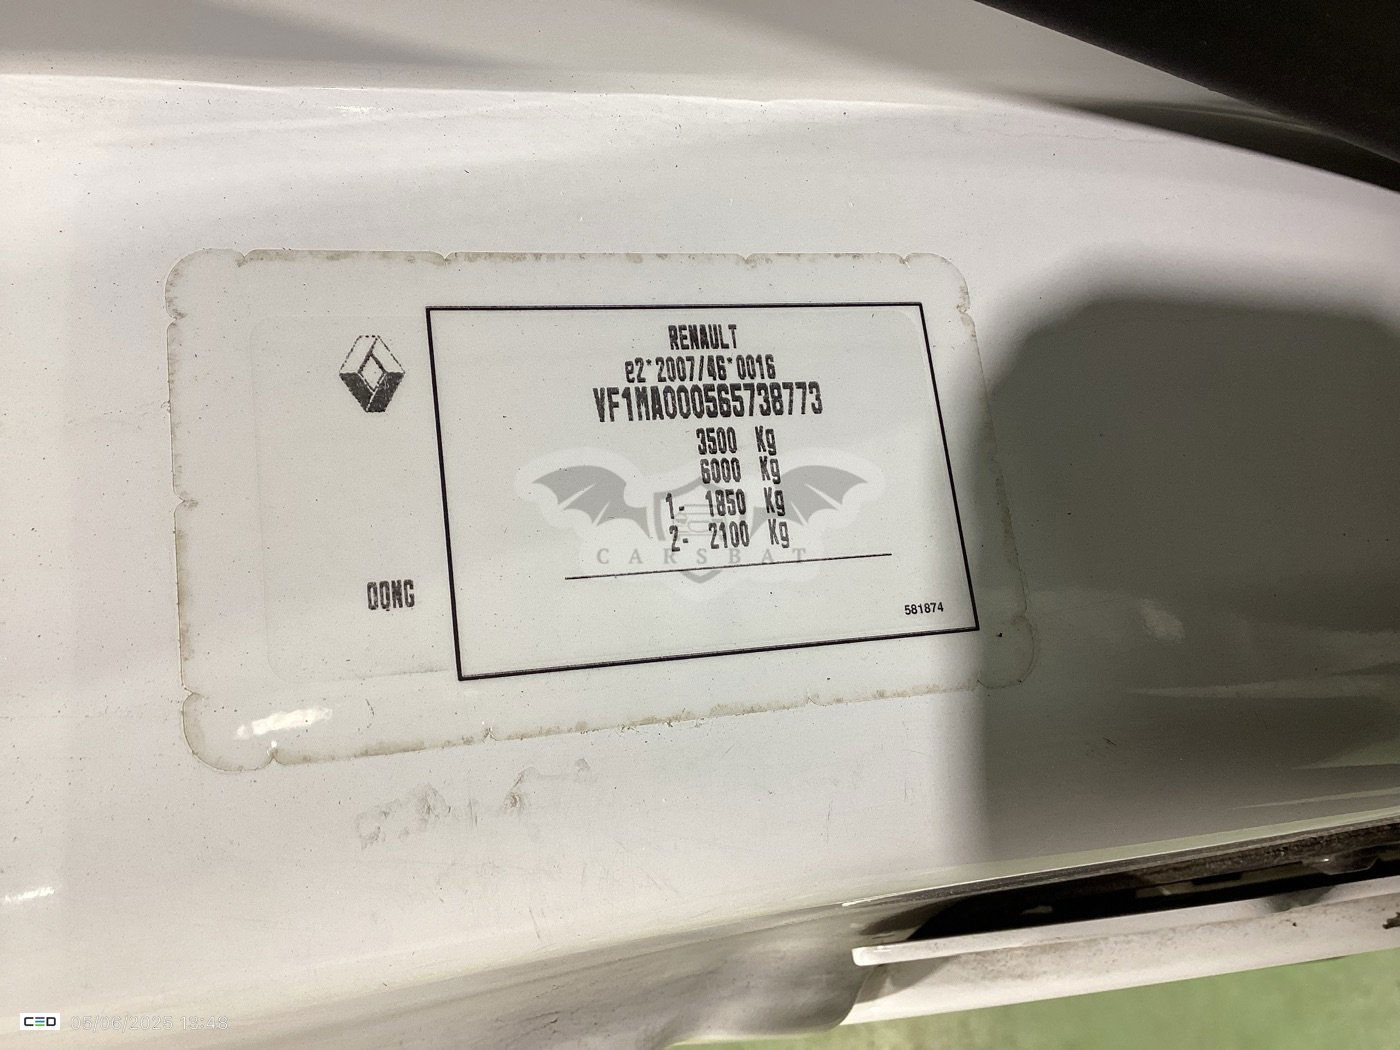 RENAULT
e2*2007/46*0016
VF1MA000565738773
3500 Kg
6000 Kg
1- 1850 Kg
2- 2100 Kg
CARSBAT
OQNG
581874
CED 05/06/2025 13:48